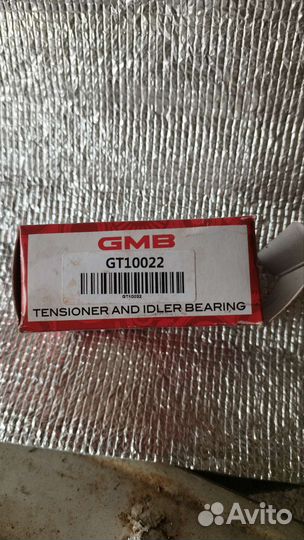 GMB
GT10022
GT10022
TENSIONER AND IDLER BEARING
Avito